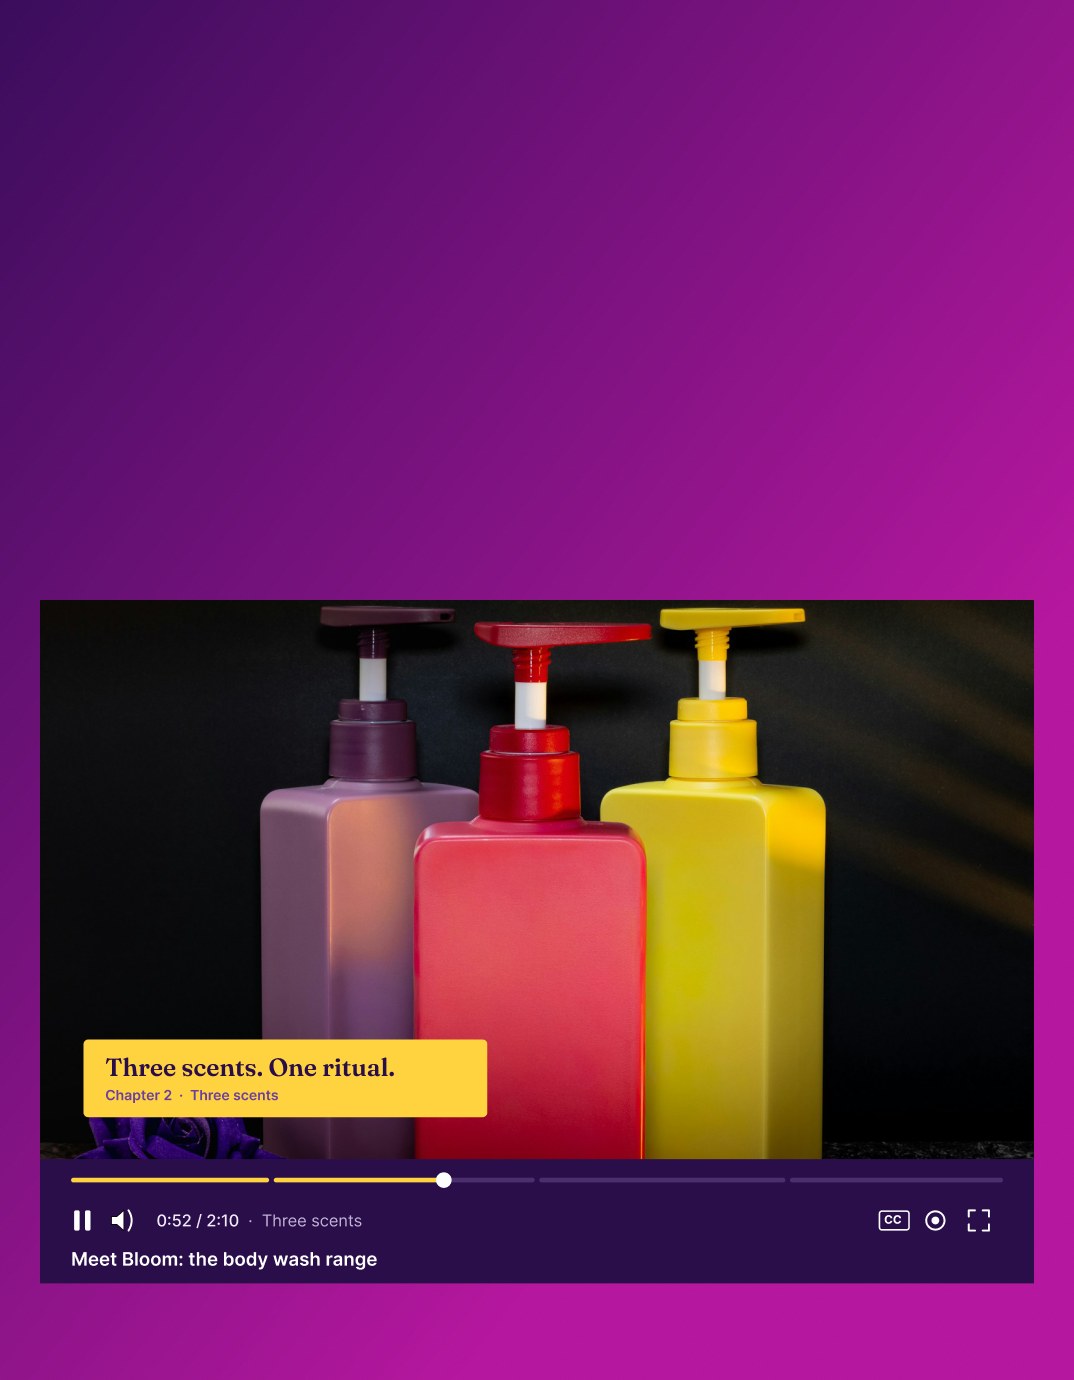 Three scents. One ritual.
Chapter 2 · Three scents
0:52 / 2:10 · Three scents
CC
Meet Bloom: the body wash range